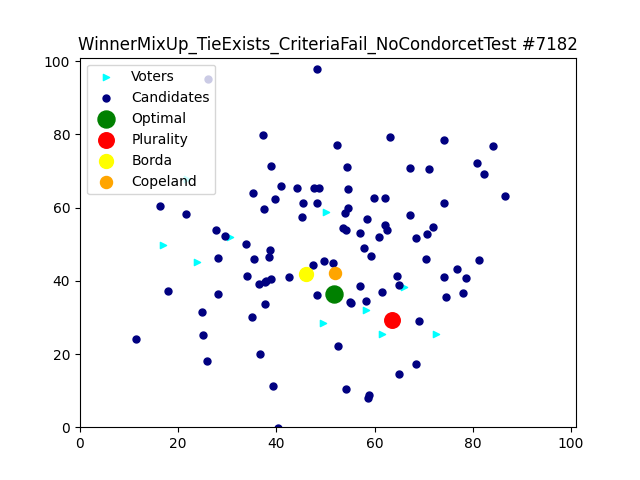 WinnerMixUp_TieExists_CriteriaFail_NoCondorcetTest #7182
100
80
60
40
20
0
Voters
Candidates
Optimal
Plurality
Borda
Copeland
0 20 40 60 80 100